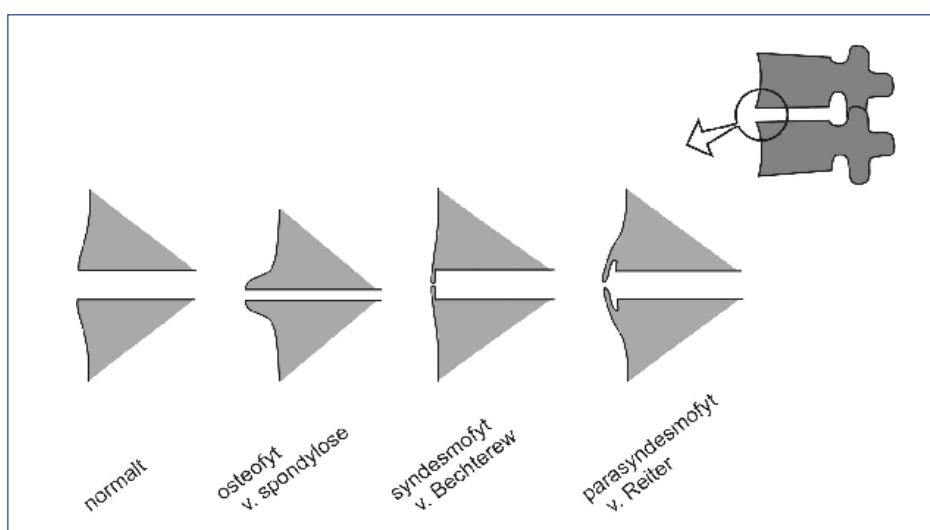 normalt
osteofyt
v. spondylose
syndesmofyt
v. Bechterew
parasyndesmofyt
v. Reiter